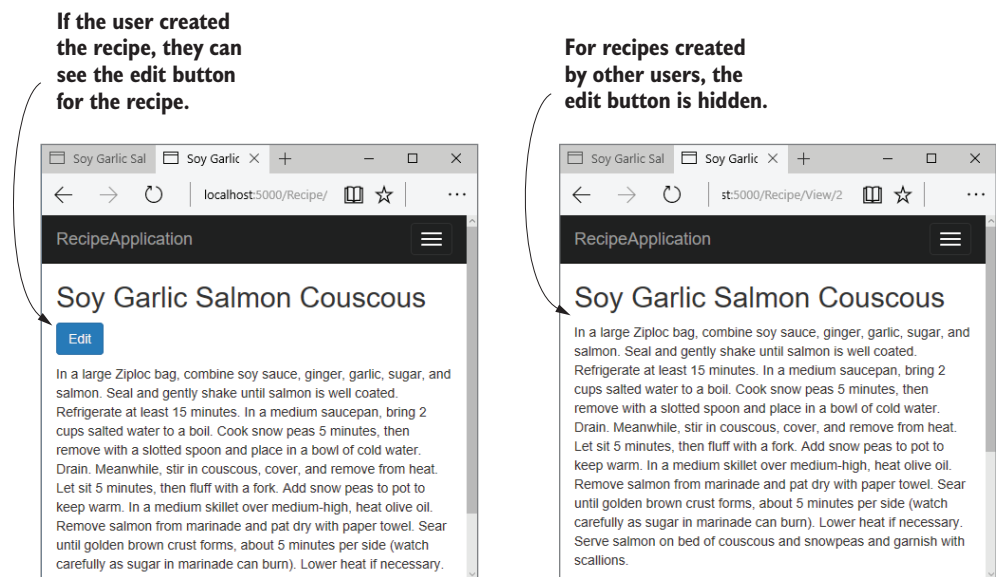 If the user created
the recipe, they can
see the edit button
for the recipe.
For recipes created
by other users, the
edit button is hidden.
Soy Garlic Sal
Soy Garlic
localhost:5000/Recipe/
RecipeApplication
Soy Garlic Salmon Couscous
Edit
In a large Ziploc bag, combine soy sauce, ginger, garlic, sugar, and
salmon. Seal and gently shake until salmon is well coated.
Refrigerate at least 15 minutes. In a medium saucepan, bring 2
cups salted water to a boil. Cook snow peas 5 minutes, then
remove with a slotted spoon and place in a bowl of cold water.
Drain. Meanwhile, stir in couscous, cover, and remove from heat.
Let sit 5 minutes, then fluff with a fork. Add snow peas to pot to
keep warm. In a medium skillet over medium-high, heat olive oil.
Remove salmon from marinade and pat dry with paper towel. Sear
until golden brown crust forms, about 5 minutes per side (watch
carefully as sugar in marinade can burn). Lower heat if necessary.
Soy Garlic Sal
Soy Garlic
st:5000/Recipe/View/2
RecipeApplication
Soy Garlic Salmon Couscous
In a large Ziploc bag, combine soy sauce, ginger, garlic, sugar, and
salmon. Seal and gently shake until salmon is well coated.
Refrigerate at least 15 minutes. In a medium saucepan, bring 2
cups salted water to a boil. Cook snow peas 5 minutes, then
remove with a slotted spoon and place in a bowl of cold water.
Drain. Meanwhile, stir in couscous, cover, and remove from heat.
Let sit 5 minutes, then fluff with a fork. Add snow peas to pot to
keep warm. In a medium skillet over medium-high, heat olive oil.
Remove salmon from marinade and pat dry with paper towel. Sear
until golden brown crust forms, about 5 minutes per side (watch
carefully as sugar in marinade can burn). Lower heat if necessary.
Serve salmon on bed of couscous and snowpeas and garnish with
scallions.